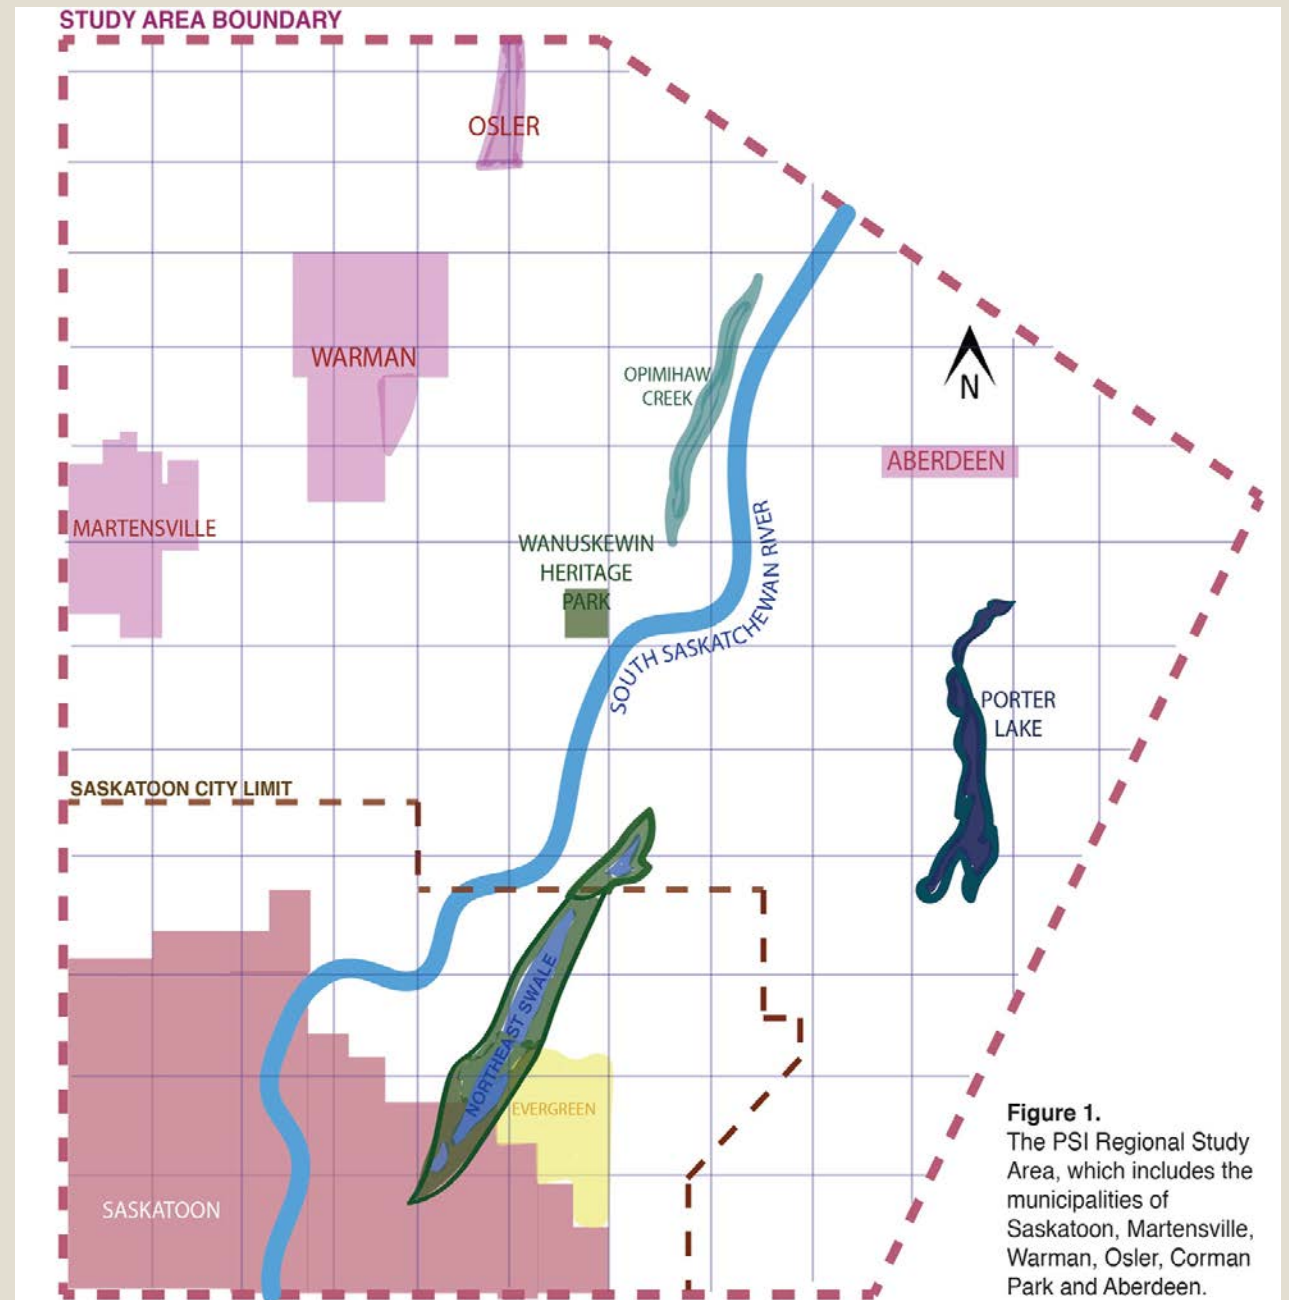 STUDY AREA BOUNDARY
OSLER
WARMAN
OPIMIHAW
CREEK
N
ABERDEEN
MARTENSVILLE
WANUSKEWIN
HERITAGE
PARK
SOUTH SASKATCHEWAN RIVER
PORTER
LAKE
SASKATOON CITY LIMIT
NORTHEAST SWALE
EVERGREEN
SASKATOON
Figure 1.
The PSI Regional Study
Area, which includes the
municipalities of
Saskatoon, Martensville,
Warman, Osler, Corman
Park and Aberdeen.